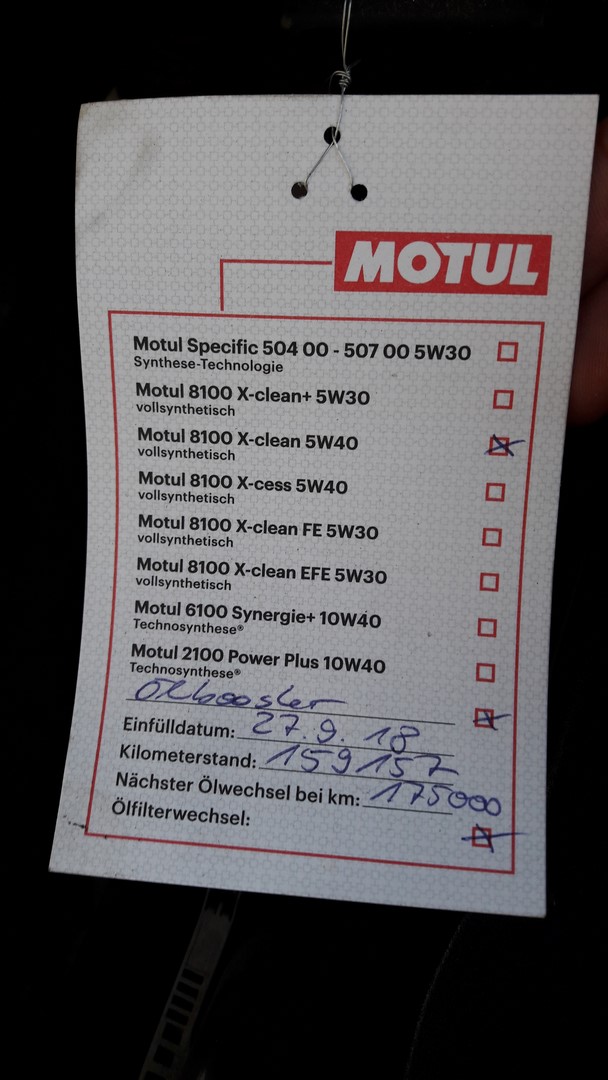 MOTUL
Motul Specific 504 00 - 507 00 5W30
Synthese-Technologie
Motul 8100 X-clean+ 5W30
vollsynthetisch
Motul 8100 X-clean 5W40
vollsynthetisch
Motul 8100 X-cess 5W40
vollsynthetisch
Motul 8100 X-clean FE 5W30
vollsynthetisch
Motul 8100 X-clean EFE 5W30
vollsynthetisch
Motul 6100 Synergie+ 10W40
Technosynthese®
Motul 2100 Power Plus 10W40
Technosynthese®
Ölbooster
Einfülldatum: 27.9.18
Kilometerstand: 159157
Nächster Ölwechsel bei km: 175000
Ölfilterwechsel: